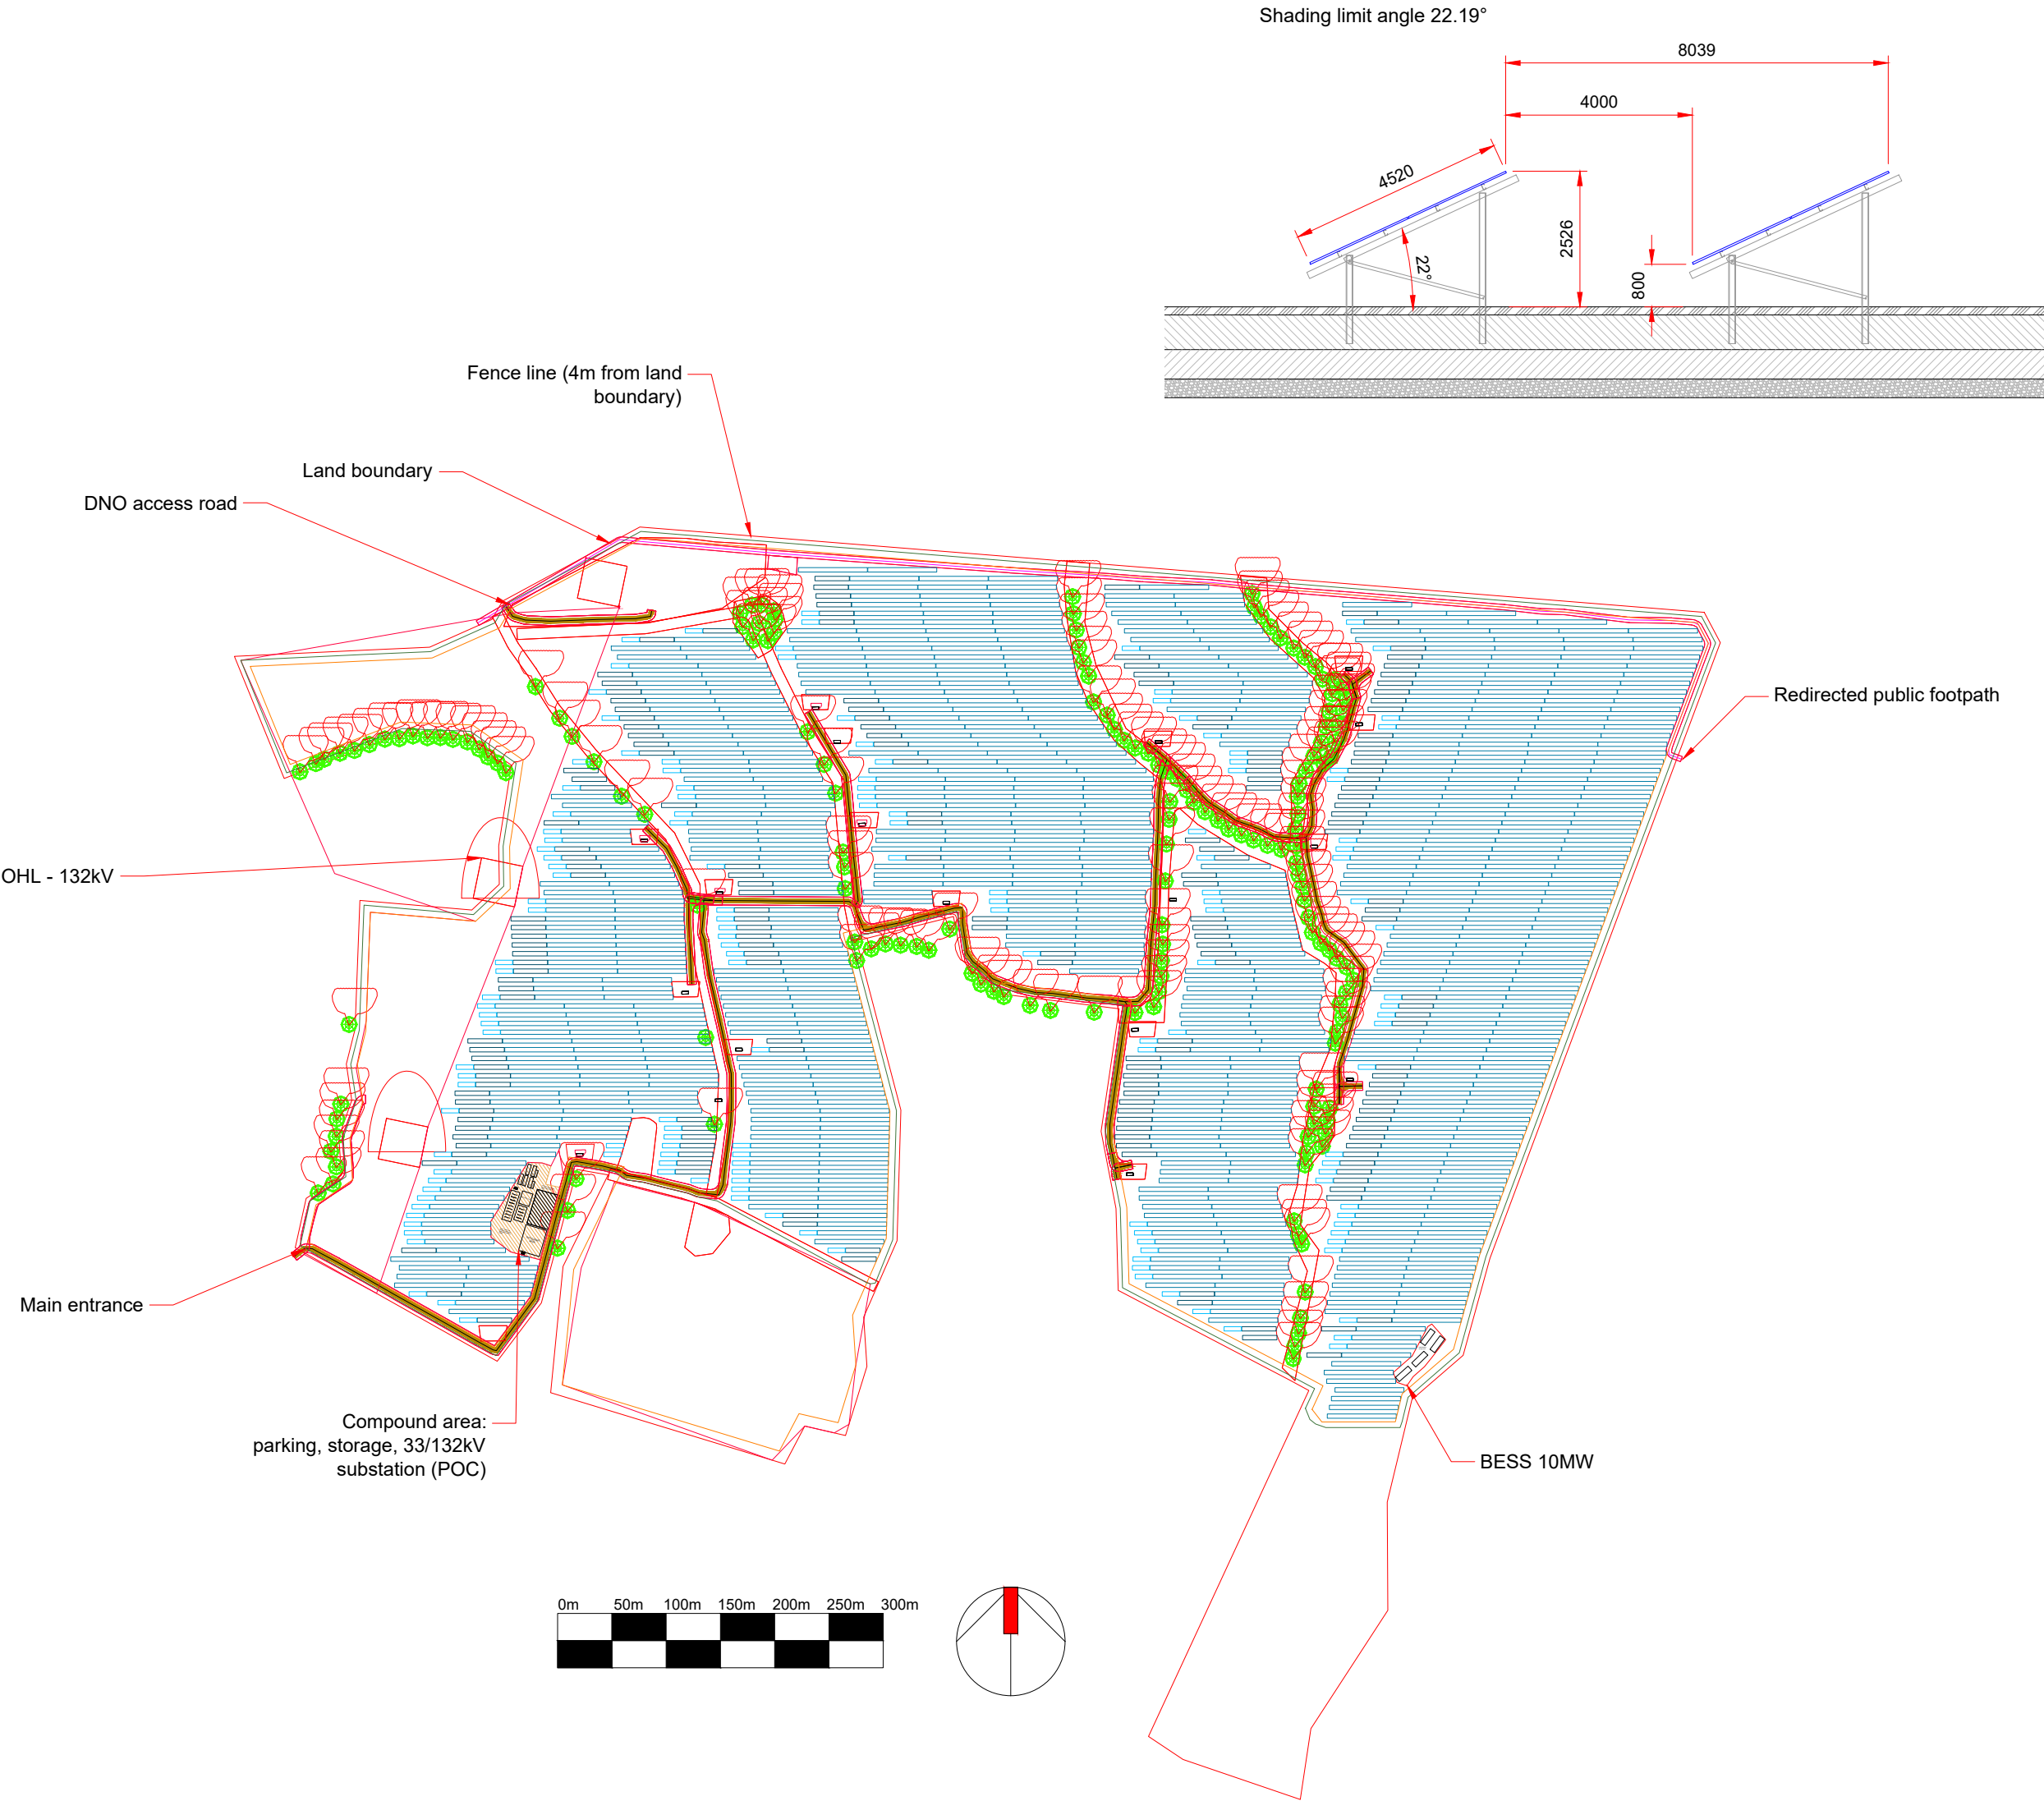 Shading limit angle 22.19°
8039
4000
4520
2526
22°
800
Fence line (4m from land
boundary)
Land boundary
DNO access road
Redirected public footpath
OHL - 132kV
Main entrance
Compound area:
parking, storage, 33/132kV
substation (POC)
BESS 10MW
0m 50m 100m 150m 200m 250m 300m